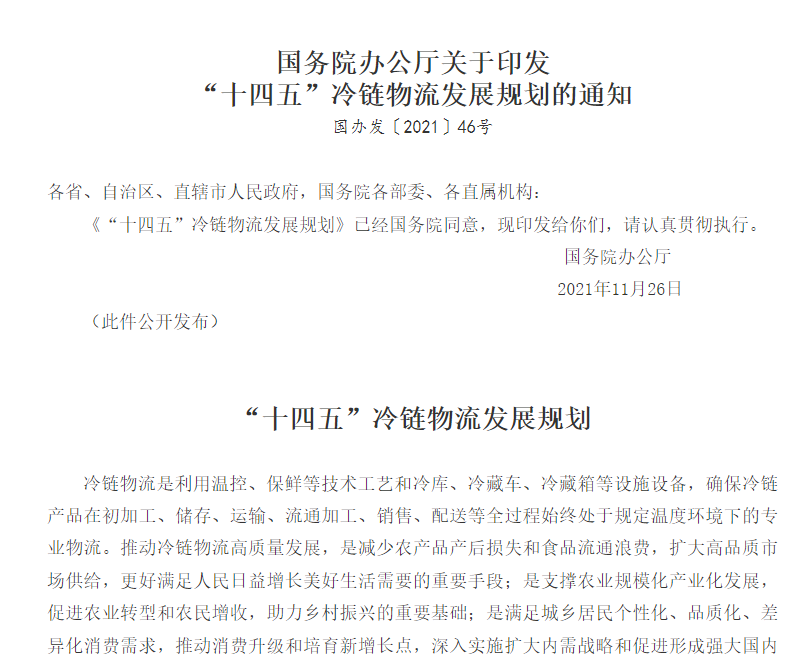 国务院办公厅关于印发
“十四五”冷链物流发展规划的通知
国办发〔2021〕46号
各省、自治区、直辖市人民政府，国务院各部委、各直属机构：
《“十四五”冷链物流发展规划》已经国务院同意，现印发给你们，请认真贯彻执行。
国务院办公厅
2021年11月26日
（此件公开发布）
“十四五”冷链物流发展规划
冷链物流是利用温控、保鲜等技术工艺和冷库、冷藏车、冷藏箱等设施设备，确保冷链
产品在初加工、储存、运输、流通加工、销售、配送等全过程始终处于规定温度环境下的专
业物流。推动冷链物流高质量发展，是减少农产品产后损失和食品流通浪费，扩大高品质市
场供给，更好满足人民日益增长美好生活需要的重要手段；是支撑农业规模化产业化发展，
促进农业转型和农民增收，助力乡村振兴的重要基础；是满足城乡居民个性化、品质化、差
异化消费需求，推动消费升级和培育新增长点，深入实施扩大内需战略和促进形成强大国内